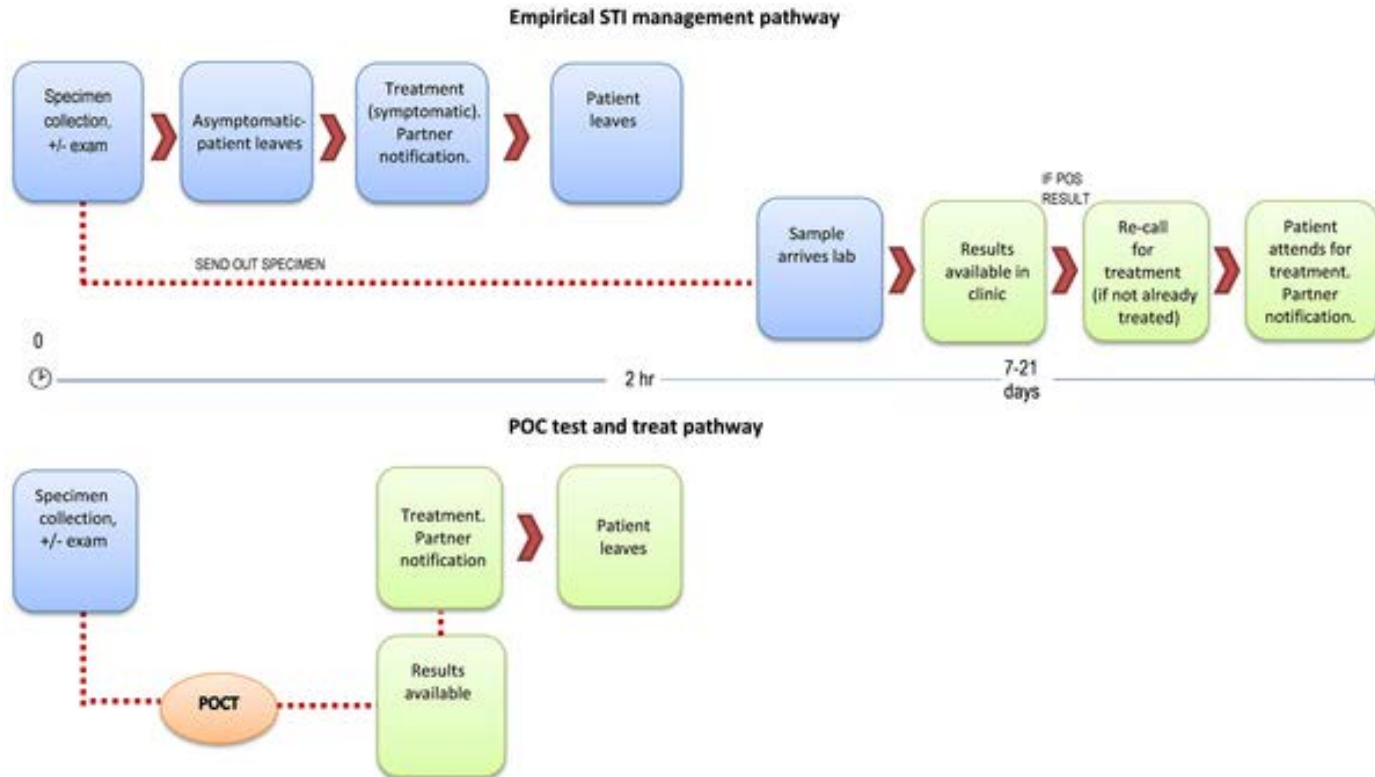 Empirical STI management pathway
Specimen
collection,
+/- exam
Asymptomatic-
patient leaves
Treatment
(symptomatic).
Partner
notification.
Patient
leaves
SEND OUT SPECIMEN
Sample
arrives lab
Results
available in
clinic
IF POS
RESULT
Re-call
for
treatment
(if not already
treated)
Patient
attends for
treatment.
Partner
notification.
0
2 hr
7-21
days
POC test and treat pathway
Specimen
collection,
+/- exam
POCT
Results
available
Treatment.
Partner
notification
Patient
leaves